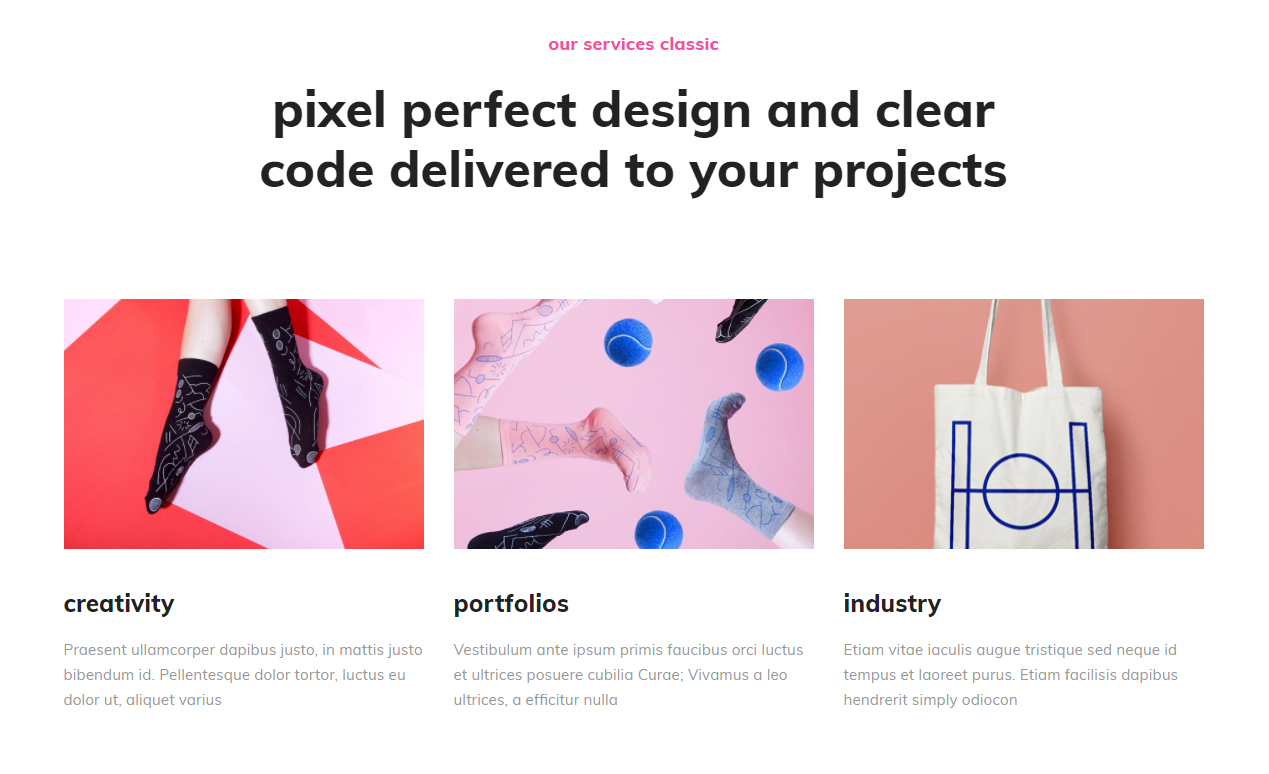 our services classic
pixel perfect design and clear
code delivered to your projects
creativity
Praesent ullamcorper dapibus justo, in mattis justo
bibendum id. Pellentesque dolor tortor, luctus eu
dolor ut, aliquet varius
portfolios
Vestibulum ante ipsum primis faucibus orci luctus
et ultrices posuere cubilia Curae; Vivamus a leo
ultrices, a efficitur nulla
industry
Etiam vitae iaculis augue tristique sed neque id
tempus et laoreet purus. Etiam facilisis dapibus
hendrerit simply odiocon